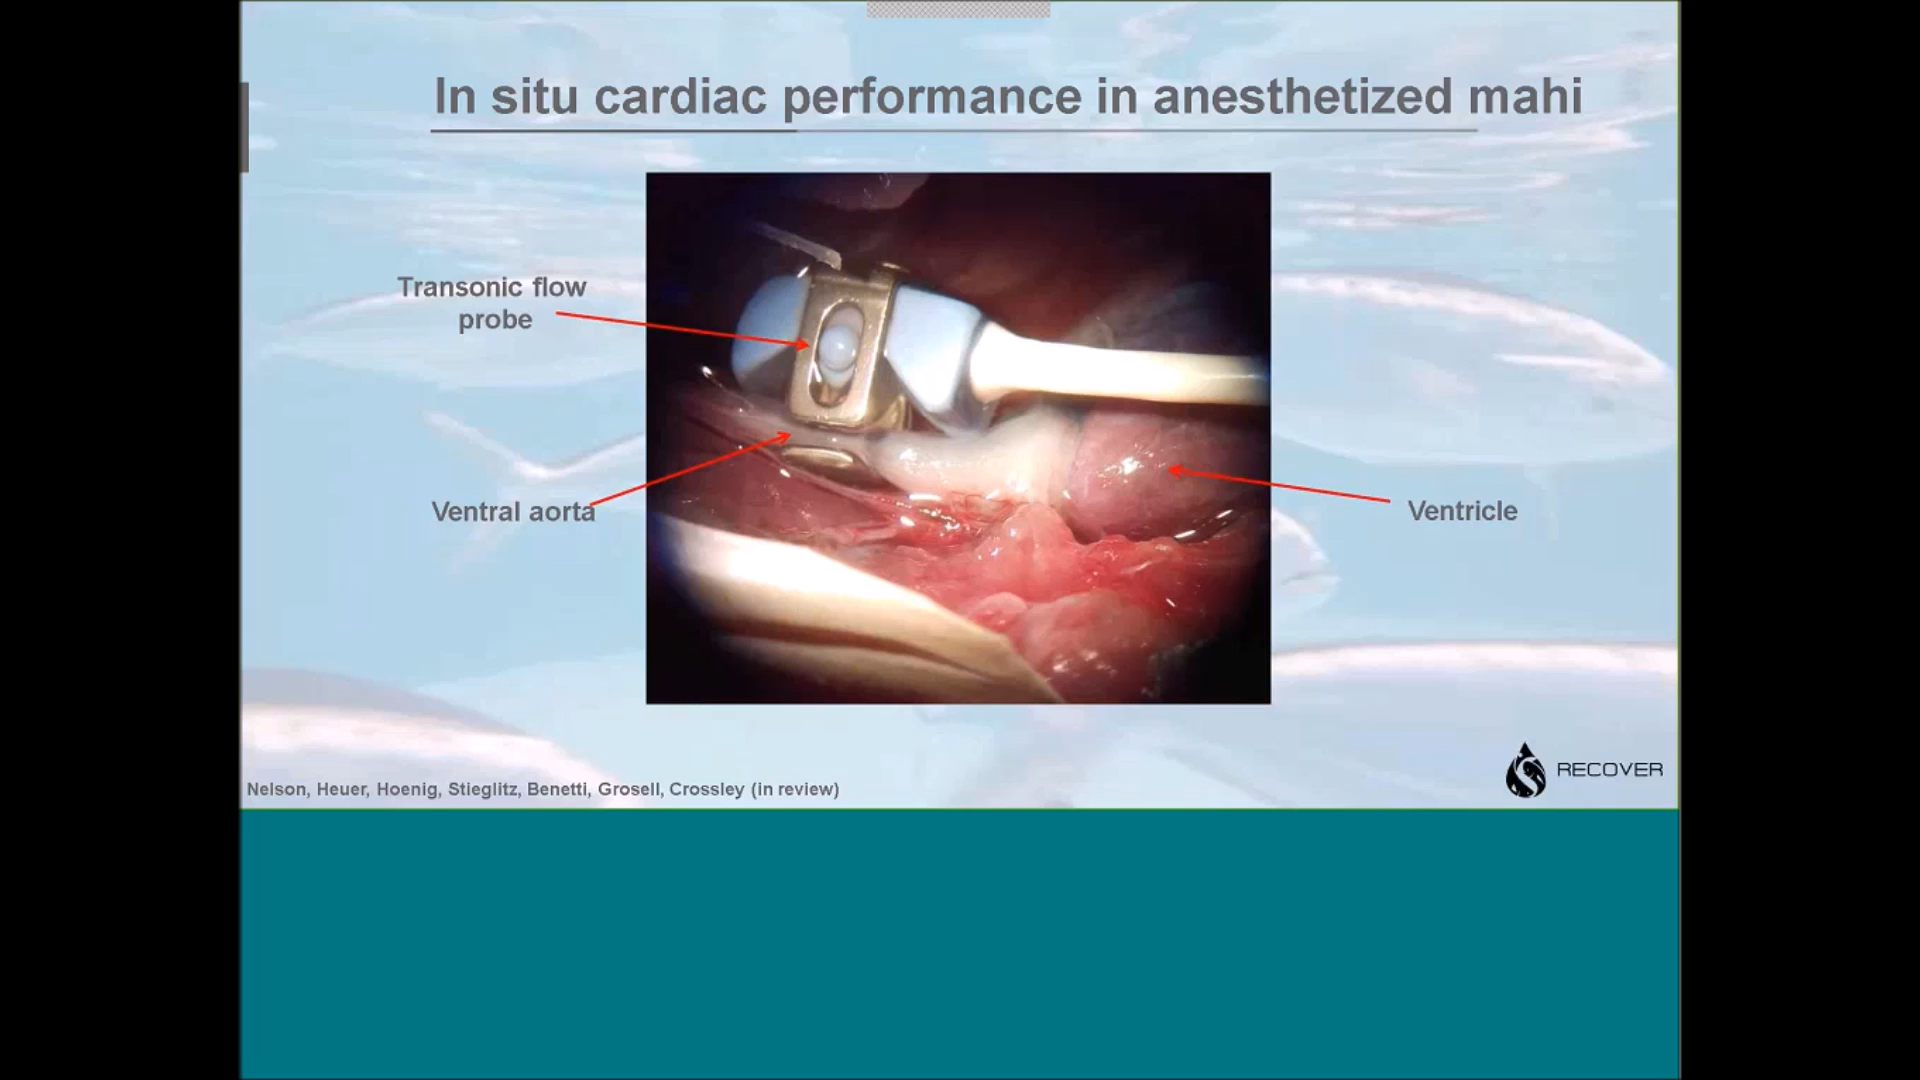 In situ cardiac performance in anesthetized mahi
Transonic flow
probe
Ventral aorta
Ventricle
Nelson, Heuer, Hoenig, Stieglitz, Benetti, Grosell, Crossley (in review)
RECOVER